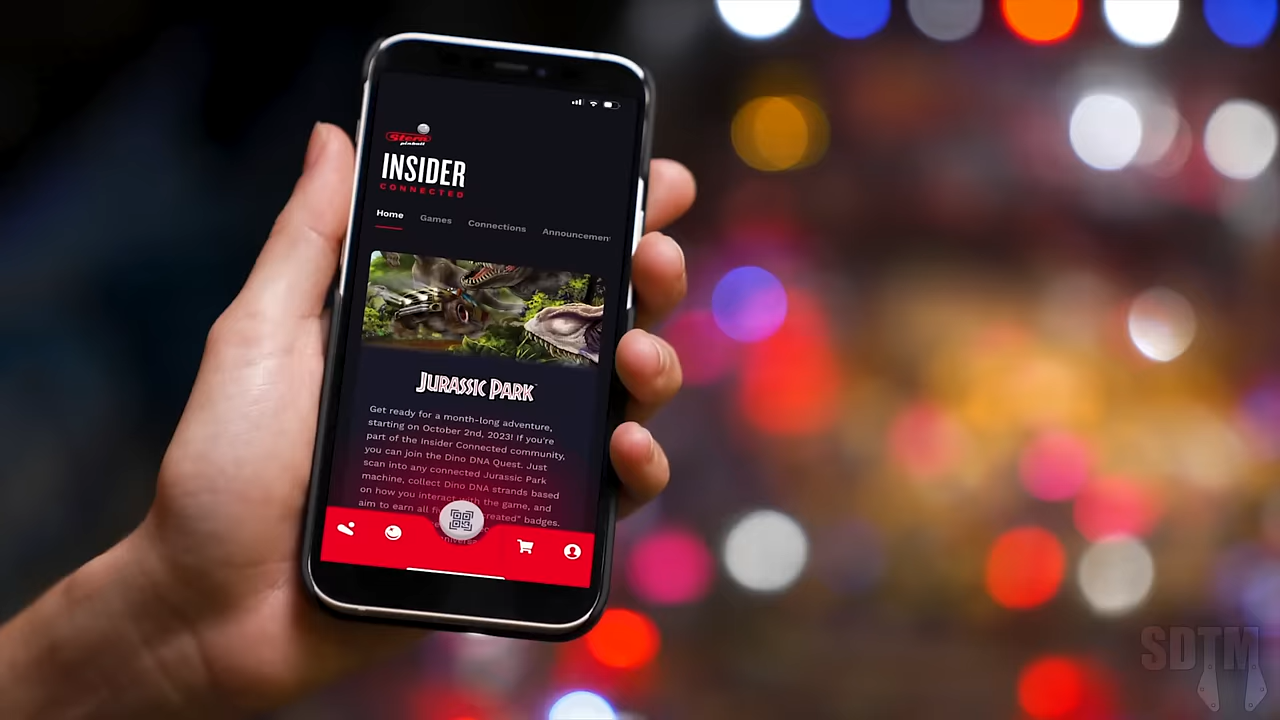 Stern
pinball
INSIDER
CONNECTED
Home Games Connections Announcemen
JURASSIC PARK
Get ready for a month-long adventure,
starting on October 2nd, 2023! If you're
part of the Insider Connected community,
you can join the Dino DNA Quest. Just
scan into any connected Jurassic Park
machine, collect Dino DNA strands based
on how you interact with the game, and
aim to earn all created" badges.
SDTM